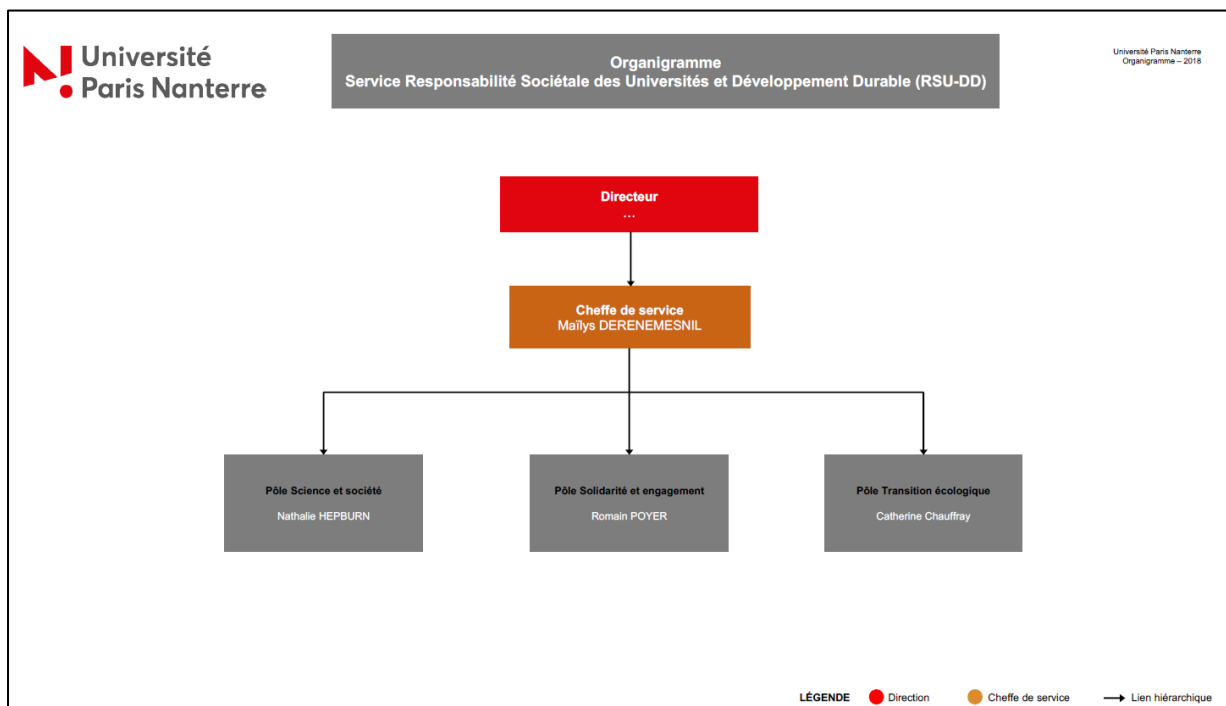 Université
Paris Nanterre
Organigramme
Service Responsabilité Sociétale des Universités et Développement Durable (RSU-DD)
Université Paris Nanterre
Organigramme – 2018
Directeur
…
Cheffe de service
Maïlys DERENEMESNIL
Pôle Science et société
Nathalie HEPBURN
Pôle Solidarité et engagement
Romain POYER
Pôle Transition écologique
Catherine Chauffray
LÉGENDE Direction Cheffe de service Lien hiérarchique